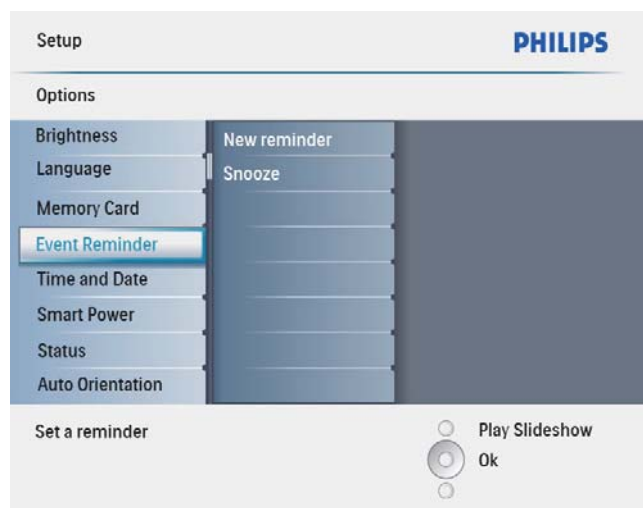 Setup
PHILIPS
Options
Brightness
Language
Memory Card
Event Reminder
Time and Date
Smart Power
Status
Auto Orientation
New reminder
Snooze
Set a reminder
Play Slideshow
Ok